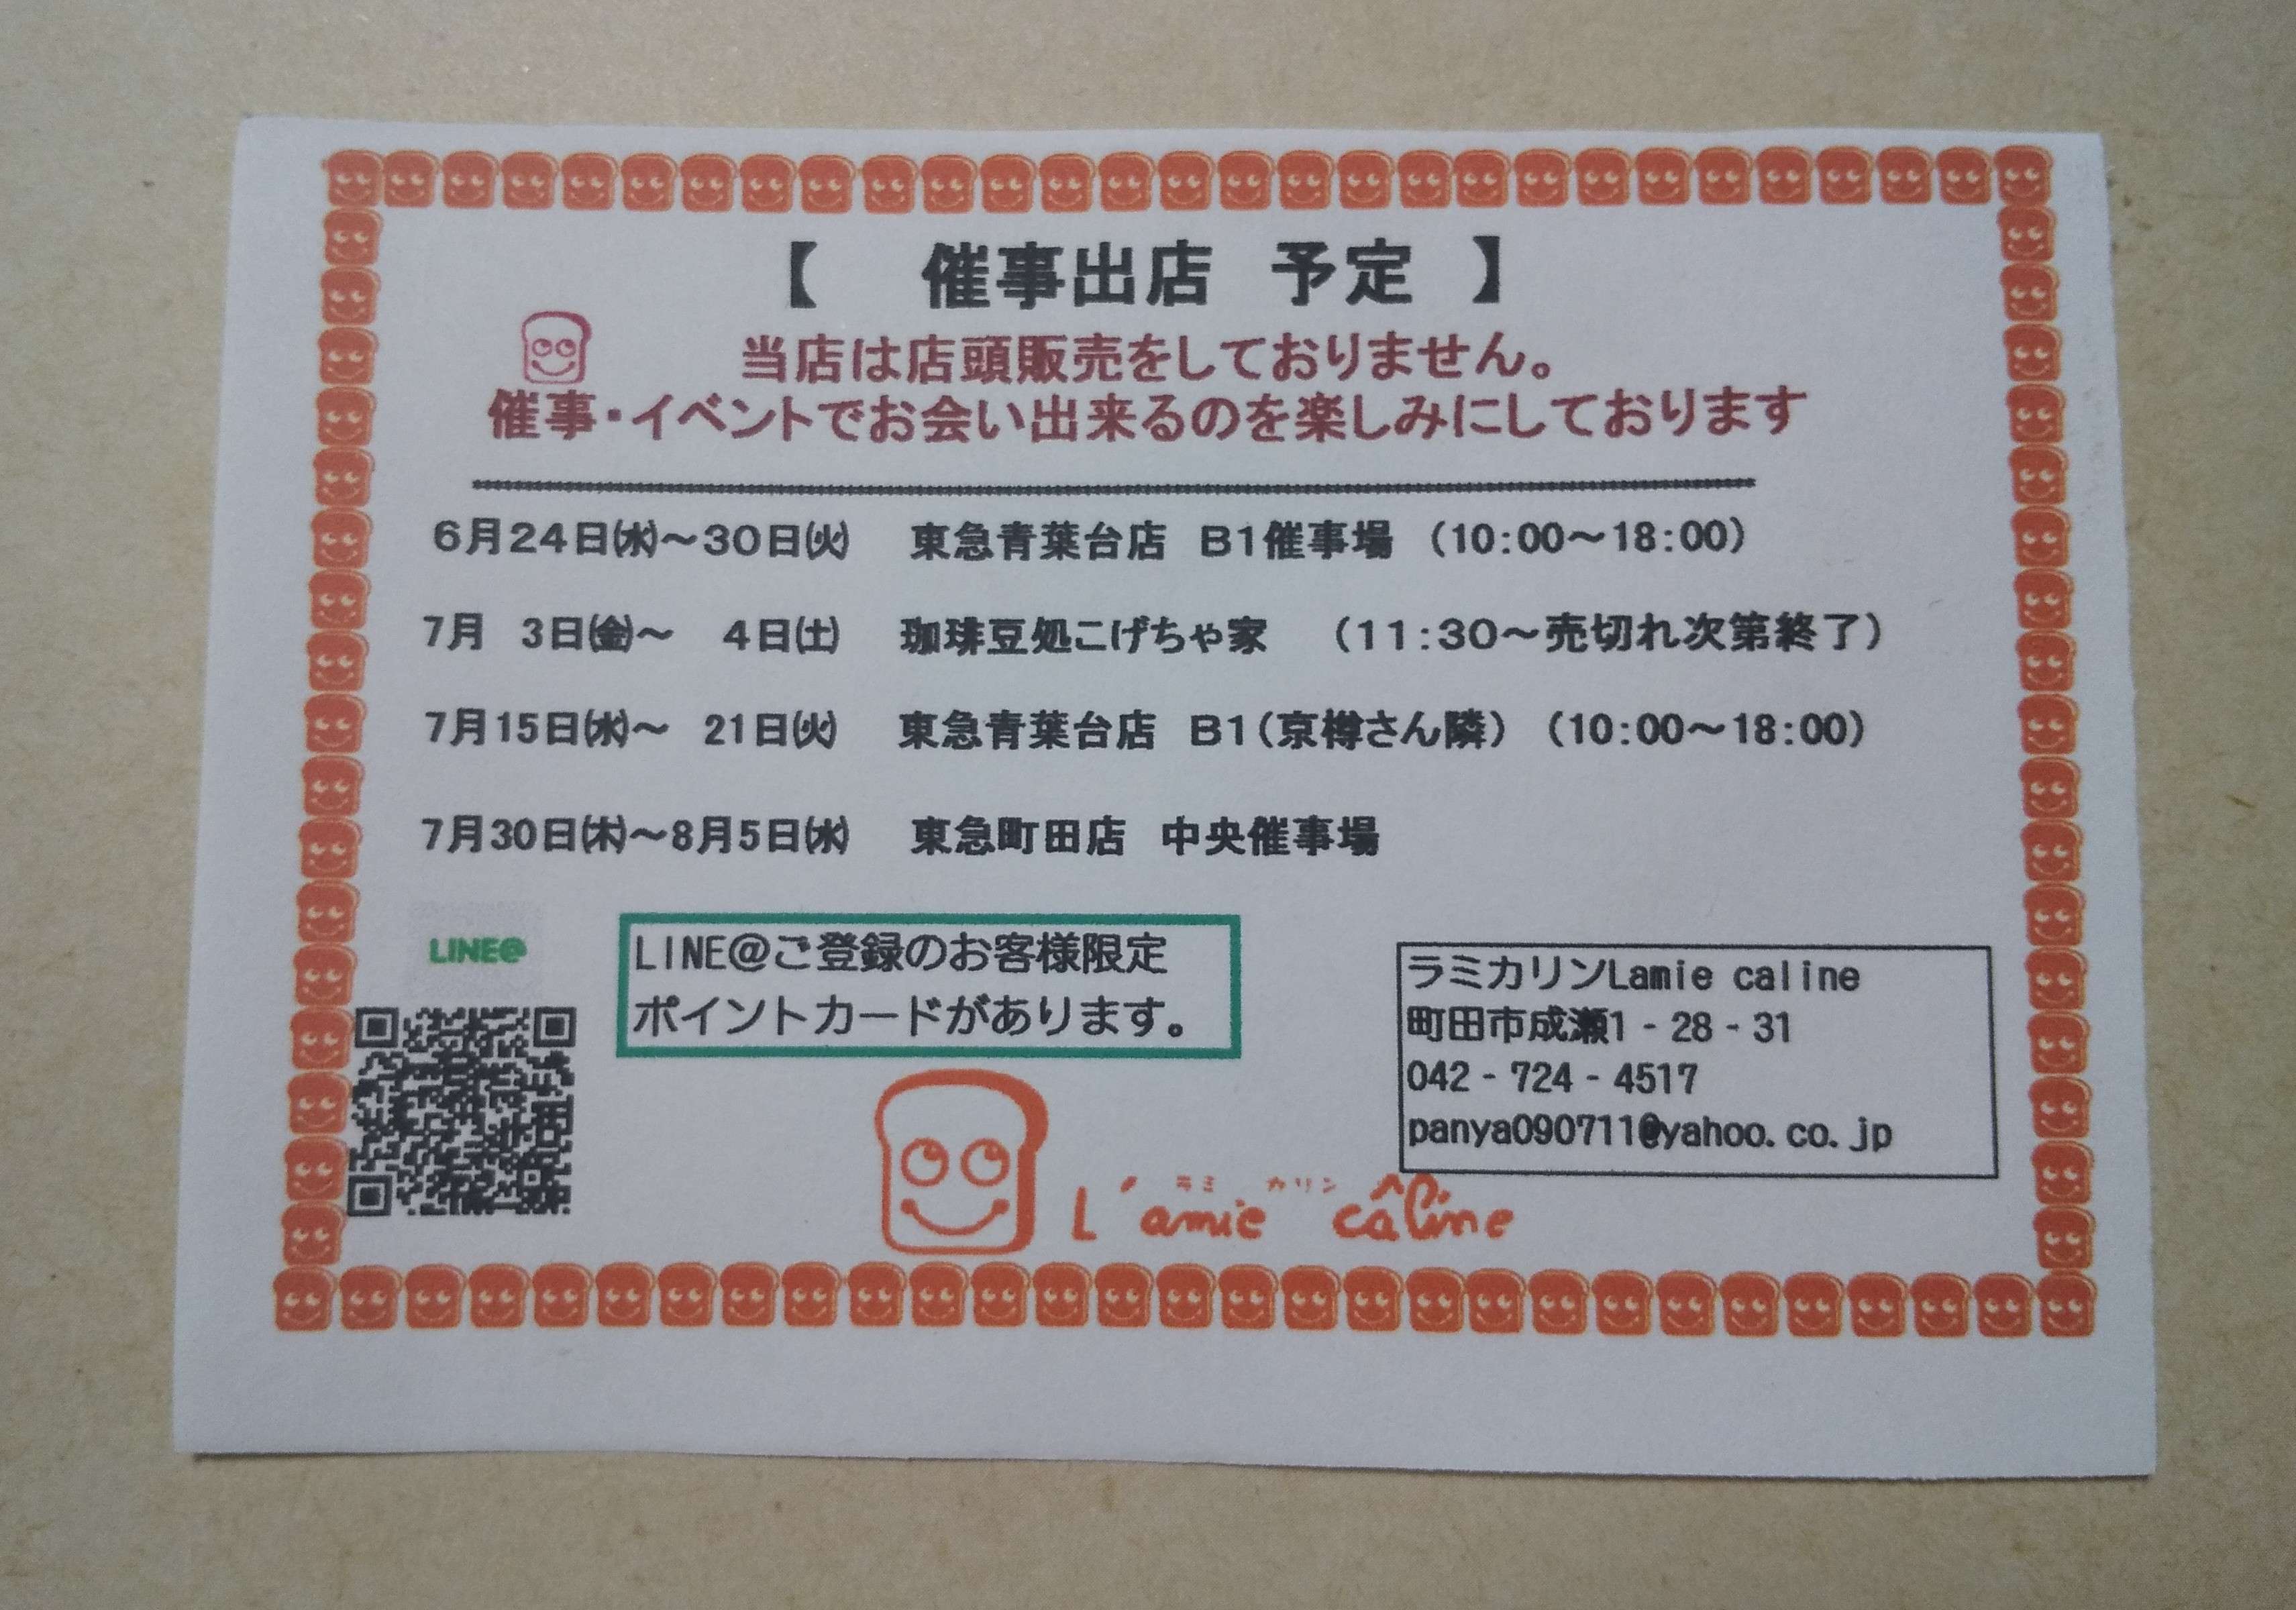 【　催事出店　予定　】
当店は店頭販売をしておりません。
催事・イベントでお会い出来るのを楽しみにしております
6月24日㈬～30日㈫　東急青葉台店　B1催事場　（10:00～18:00）
7月　3日㈮～　4日㈯　珈琲豆処こげちゃ家　（11:30～売切れ次第終了）
7月15日㈬～　21日㈫　東急青葉台店　B1（京樽さん隣）　（10:00～18:00）
7月30日㈭～8月5日㈬　東急町田店　中央催事場
LINE@
LINE@ご登録のお客様限定
ポイントカードがあります。
ラミカリンLamie caline
町田市成瀬1‐28‐31
042‐724‐4517
panya090711@yahoo.co.jp
ラミ　カリン
L'amie câline